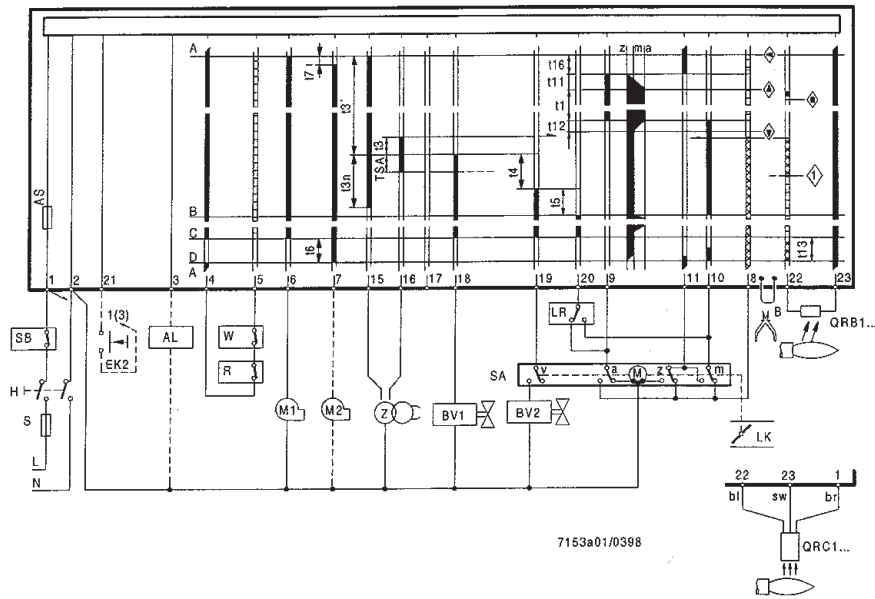 A
z m a
t7
t16
t11
t1
t12
t3'
t3
TSA
t3n
t4
t5
1
AS
B
C
D
A
t6
t13
1 2 21 3 4 5 6 7 15 16 17 18 19 20 9 11 10 8 22 23
SB
1(3)
EK2
AL
W
R
LR
B
QRB1...
H
S
M1
M2
Z
BV1
SA
v a M z m
BV2
LK
L
N
22 23 1
bl sw br
QRC1...
7153a01/0398